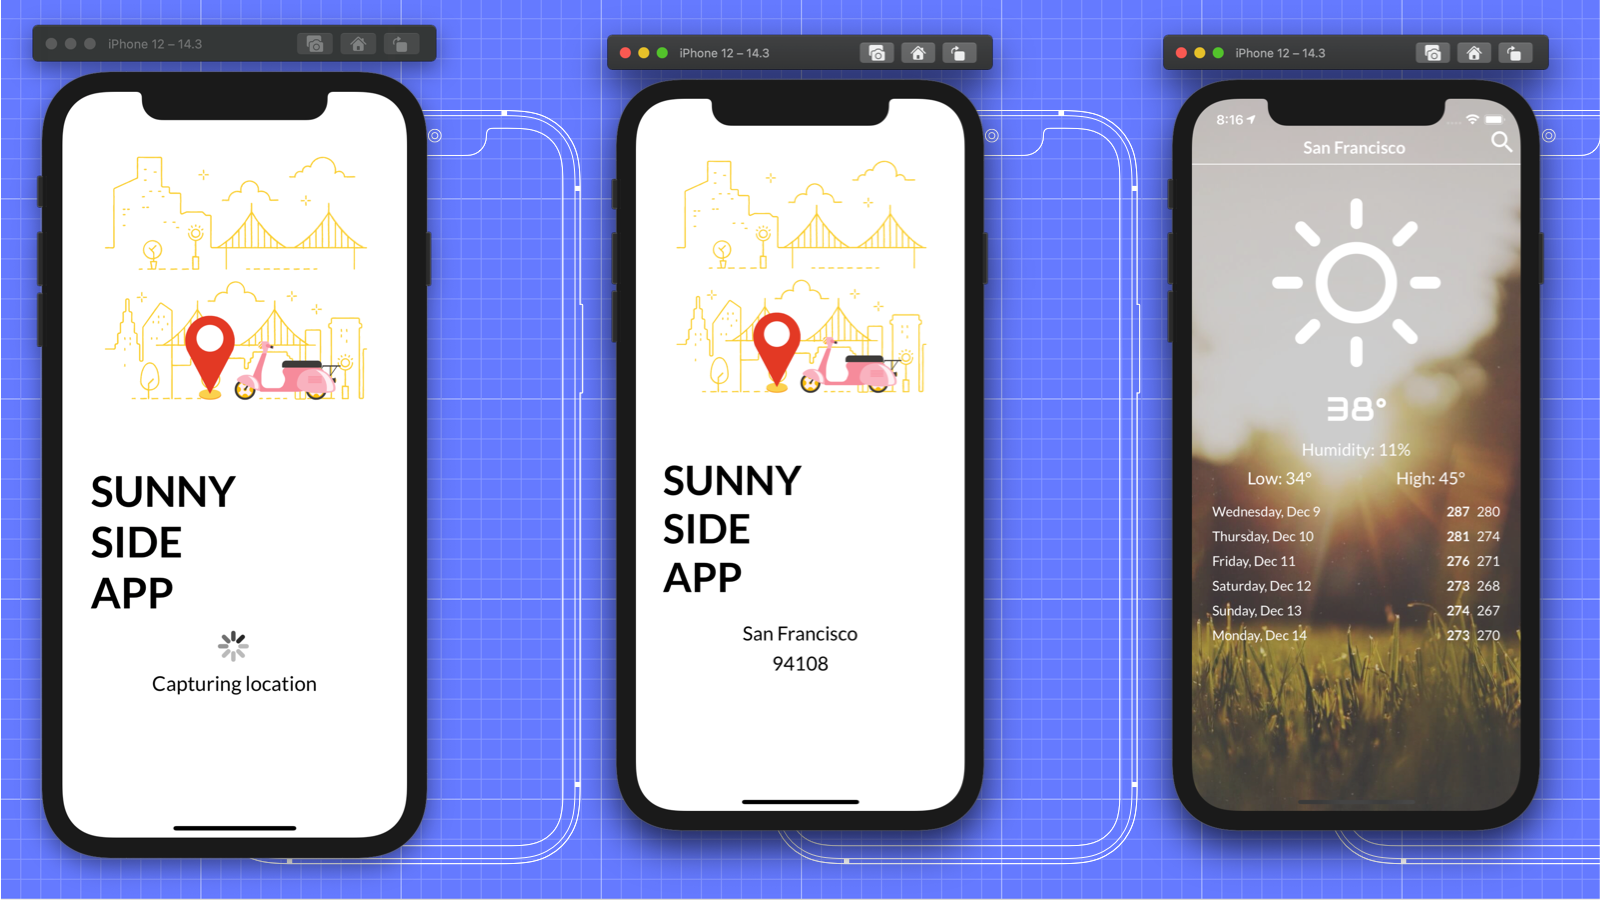 iPhone 12 – 14.3
SUNNY
SIDE
APP
Capturing location
iPhone 12 – 14.3
SUNNY
SIDE
APP
San Francisco
94108
iPhone 12 – 14.3
8:16
San Francisco
38°
Humidity: 11%
Low: 34° High: 45°
Wednesday, Dec 9 287 280
Thursday, Dec 10 281 274
Friday, Dec 11 276 271
Saturday, Dec 12 273 268
Sunday, Dec 13 274 267
Monday, Dec 14 273 270